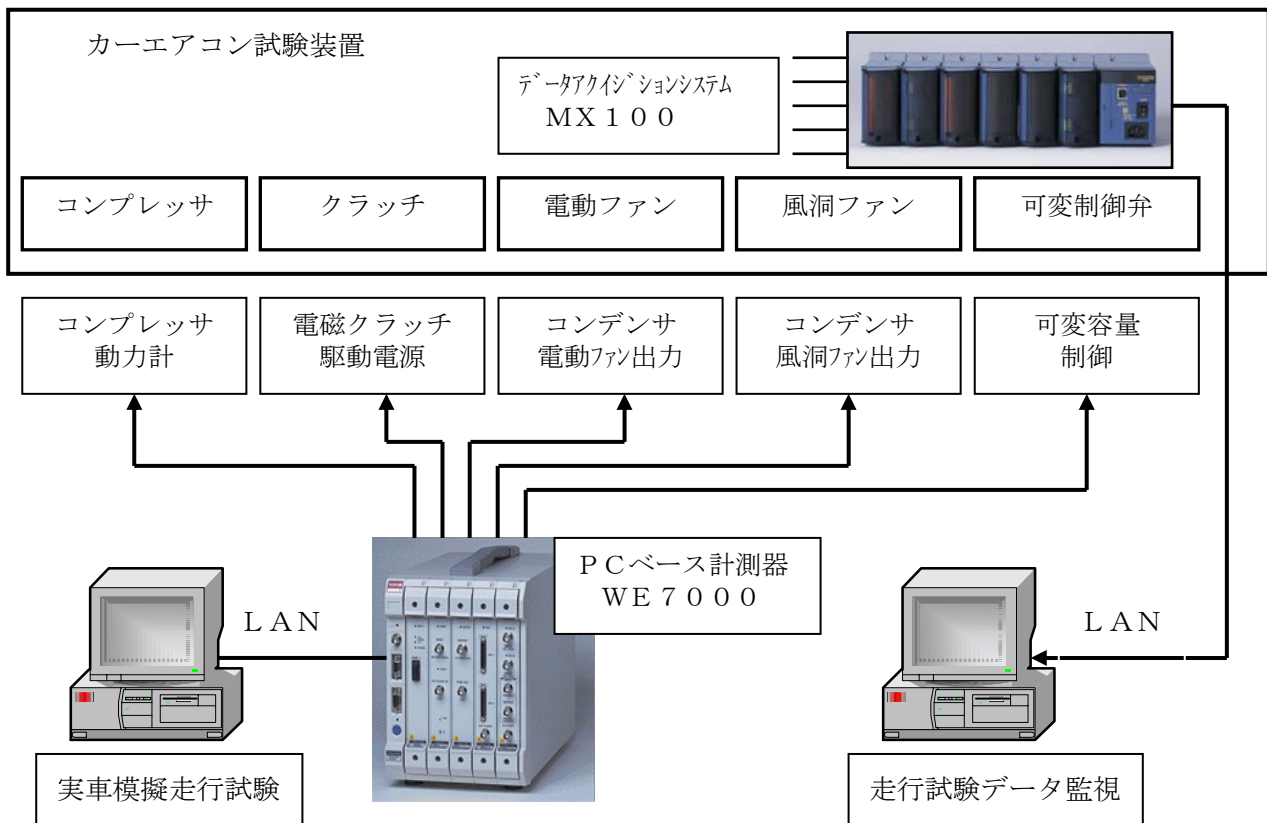 カーエアコン試験装置
ﾃﾞｰﾀｱｸｲｼﾞｼｮﾝｼｽﾃﾑ
ＭＸ１００
コンプレッサ
クラッチ
電動ファン
風洞ファン
可変制御弁
コンプレッサ
動力計
電磁クラッチ
駆動電源
コンデンサ
電動ﾌｧﾝ出力
コンデンサ
風洞ﾌｧﾝ出力
可変容量
制御
ＰＣベース計測器
ＷＥ７０００
ＬＡＮ
ＬＡＮ
実車模擬走行試験
走行試験データ監視